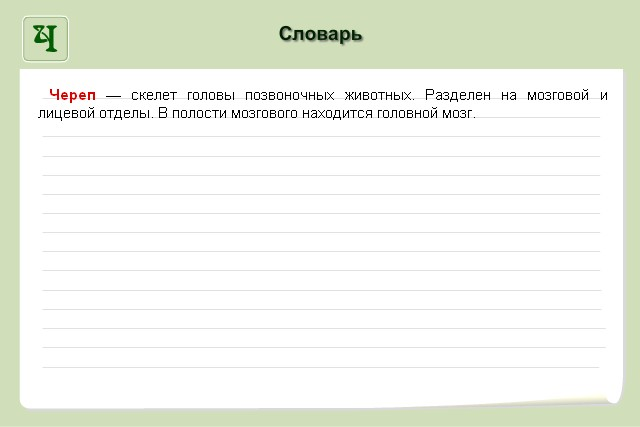 Ч
Словарь
Череп — скелет головы позвоночных животных. Разделен на мозговой и
лицевой отделы. В полости мозгового находится головной мозг.